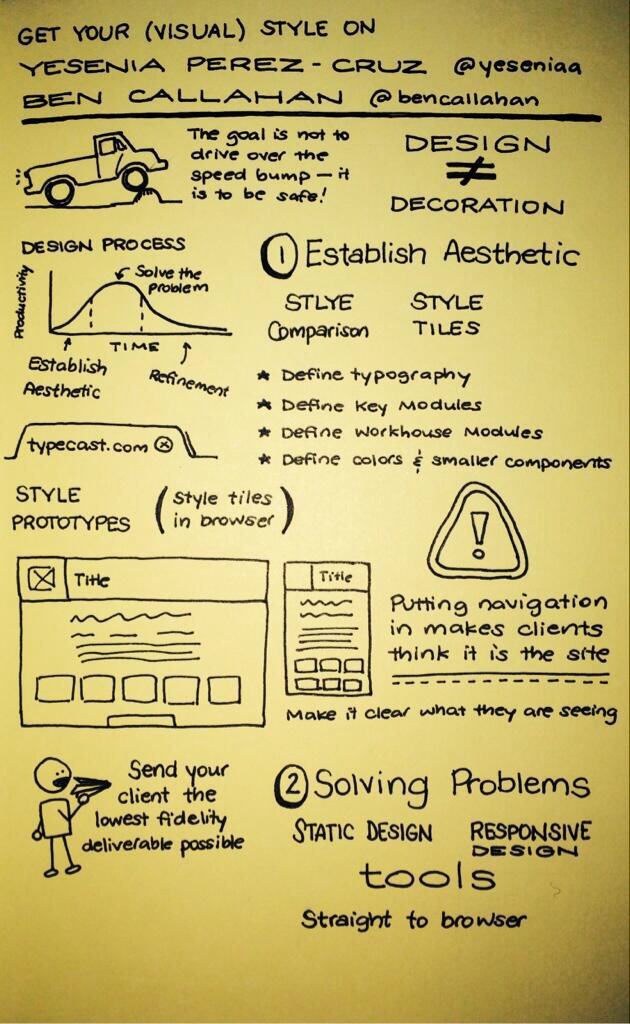 GET YOUR (VISUAL) STYLE ON
YESENIA PEREZ-CRUZ @yeseniaa
BEN CALLAHAN @bencallahan
The goal is not to
drive over the
speed bump — it
is to be safe!
DESIGN
≠
DECORATION
DESIGN PROCESS
Productivity
Solve the
problem
TIME
Establish
Aesthetic
Refinement
① Establish Aesthetic
STLYE
Comparison
STYLE
TILES
★ Define typography
★ Define Key Modules
★ Define Workhouse Modules
★ Define colors & smaller components
typecast.com ⓧ
STYLE
PROTOTYPES
(Style tiles
in browser)
Title
Title
!
Putting navigation
in makes clients
think it is the site
Make it clear what they are seeing
Send your
client the
lowest fidelity
deliverable possible
② Solving Problems
STATIC DESIGN
RESPONSIVE
DESIGN
tools
Straight to browser